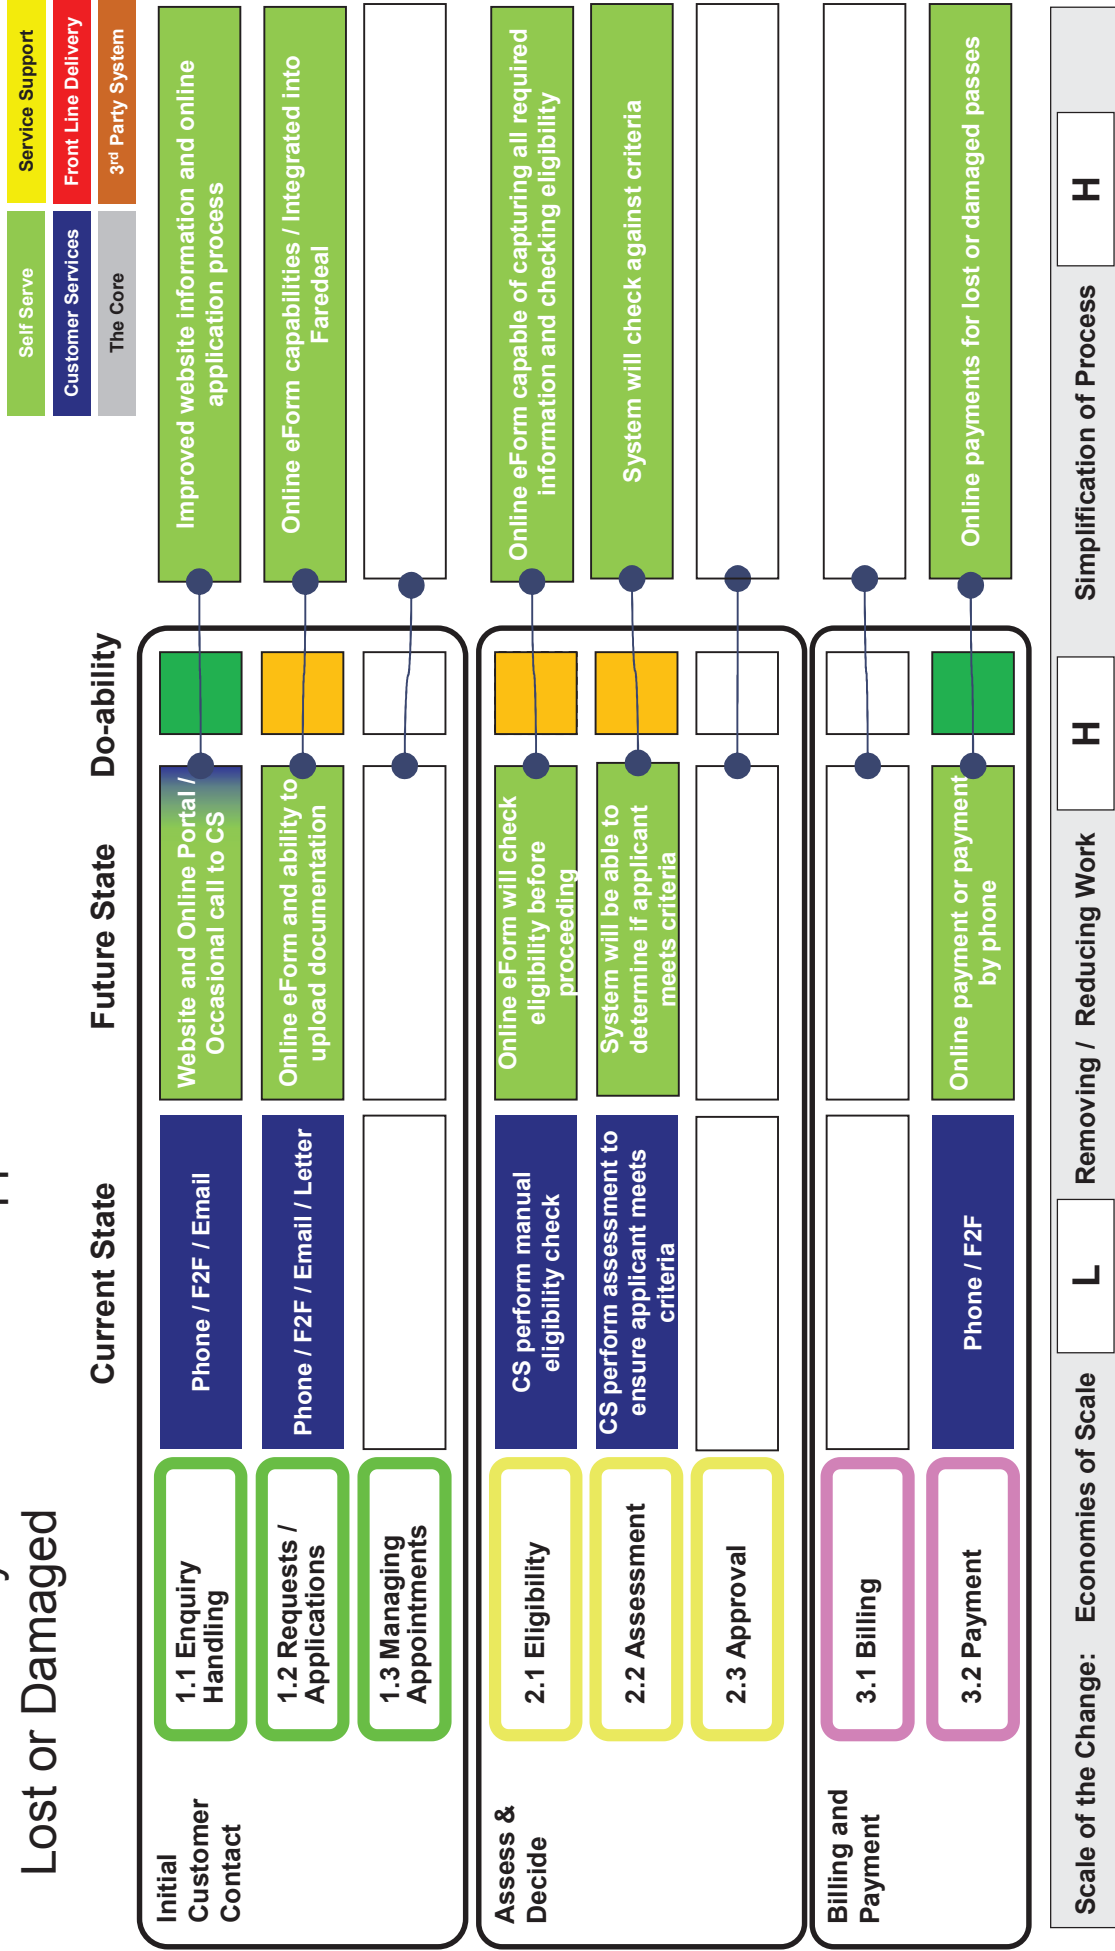 Lost or Damaged
Self Serve
Service Support
Customer Services
Front Line Delivery
The Core
3rd Party System
Current State
Future State
Do-ability
Initial
Customer
Contact
1.1 Enquiry
Handling
Phone / F2F / Email
Website and Online Portal /
Occasional call to CS
Improved website information and online
application process
1.2 Requests /
Applications
Phone / F2F / Email / Letter
Online eForm and ability to
upload documentation
Online eForm capabilities / Integrated into
Faredeal
1.3 Managing
Appointments
Assess &
Decide
2.1 Eligibility
CS perform manual
eligibility check
Online eForm will check
eligibility before
proceeding
Online eForm capable of capturing all required
information and checking eligibility
2.2 Assessment
CS perform assessment to
ensure applicant meets
criteria
System will be able to
determine if applicant
meets criteria
System will check against criteria
2.3 Approval
Billing and
Payment
3.1 Billing
3.2 Payment
Phone / F2F
Online payment or payment
by phone
Online payments for lost or damaged passes
Scale of the Change: Economies of Scale L Removing / Reducing Work H Simplification of Process H